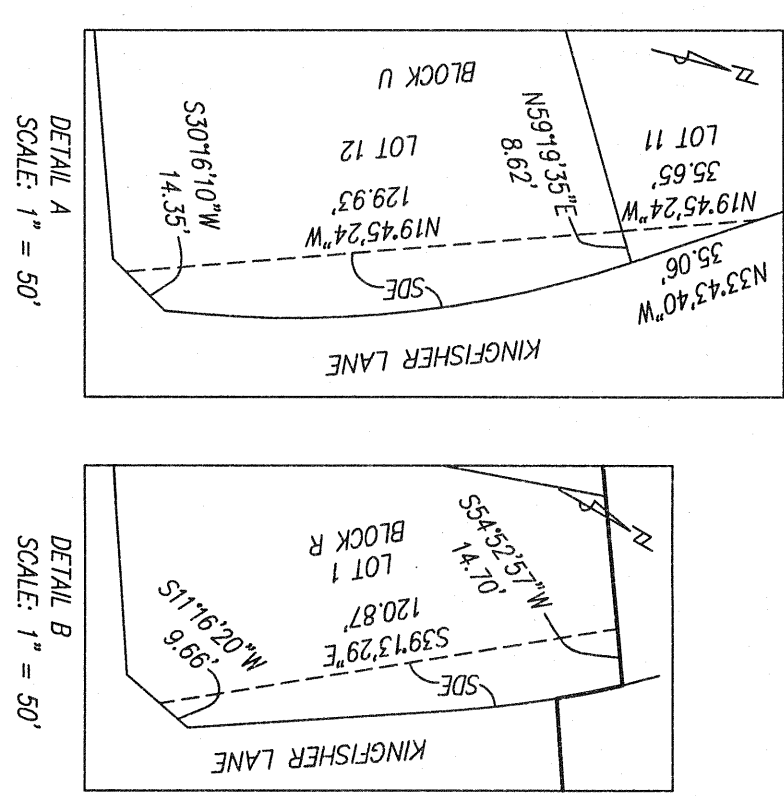 DETAIL A
SCALE: 1" = 50'
KINGFISHER LANE
N33°43'40"W
35.06'
SDE
N19°45'24"W
35.65'
LOT 11
N19°45'24"W
129.93'
LOT 12
BLOCK U
N59°19'35"E
8.62'
S30°16'10"W
14.35'
N
DETAIL B
SCALE: 1" = 50'
KINGFISHER LANE
SDE
S39°13'29"E
120.87'
LOT 1
BLOCK R
S54°52'57"W
14.70'
S11°16'20"W
9.66'
N